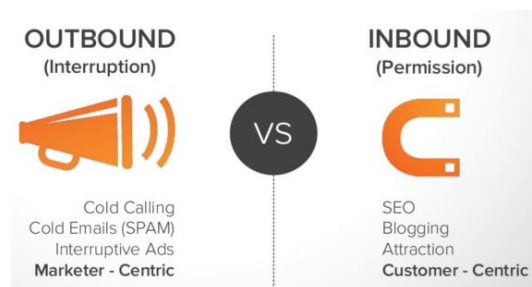 OUTBOUND
(Interruption)
Cold Calling
Cold Emails (SPAM)
Interruptive Ads
Marketer - Centric
VS
INBOUND
(Permission)
SEO
Blogging
Attraction
Customer - Centric